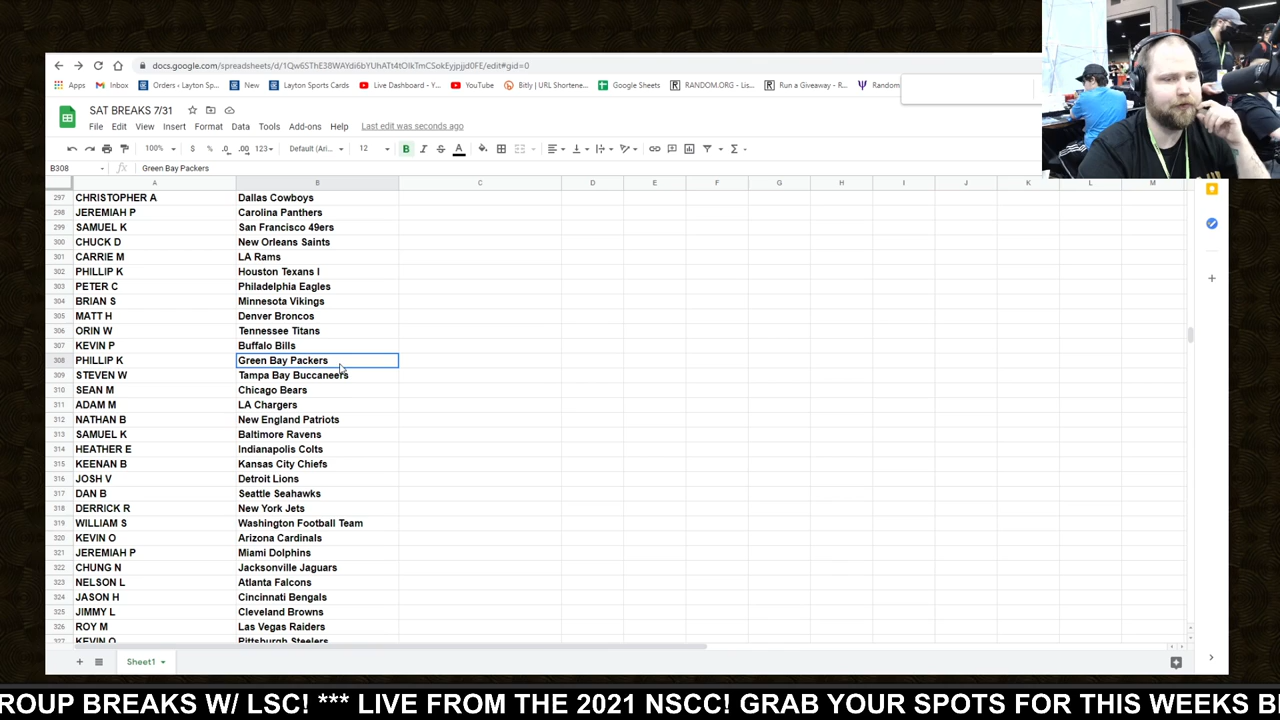 docs.google.com/spreadsheets/d/1Qw6SThE38WAYdi6bYUhATt4tOIkTmCSokEyjpjjd0FE/edit#gid=0
Apps Inbox Orders ‹ Layton Sp... New Layton Sports Cards Live Dashboard - Y... YouTube Bitly | URL Shortene... Google Sheets RANDOM.ORG - Lis... Run a Giveaway - R... Random
SAT BREAKS 7/31
File Edit View Insert Format Data Tools Add-ons Help Last edit was seconds ago
100% $ % .0 .00 123 Default (Ari... 12 B I S A
B308 fx Green Bay Packers
A B C D E F G H I J K L M
297 CHRISTOPHER A Dallas Cowboys
298 JEREMIAH P Carolina Panthers
299 SAMUEL K San Francisco 49ers
300 CHUCK D New Orleans Saints
301 CARRIE M LA Rams
302 PHILLIP K Houston Texans I
303 PETER C Philadelphia Eagles
304 BRIAN S Minnesota Vikings
305 MATT H Denver Broncos
306 ORIN W Tennessee Titans
307 KEVIN P Buffalo Bills
308 PHILLIP K Green Bay Packers
309 STEVEN W Tampa Bay Buccaneers
310 SEAN M Chicago Bears
311 ADAM M LA Chargers
312 NATHAN B New England Patriots
313 SAMUEL K Baltimore Ravens
314 HEATHER E Indianapolis Colts
315 KEENAN B Kansas City Chiefs
316 JOSH V Detroit Lions
317 DAN B Seattle Seahawks
318 DERRICK R New York Jets
319 WILLIAM S Washington Football Team
320 KEVIN O Arizona Cardinals
321 JEREMIAH P Miami Dolphins
322 CHUNG N Jacksonville Jaguars
323 NELSON L Atlanta Falcons
324 JASON H Cincinnati Bengals
325 JIMMY L Cleveland Browns
326 ROY M Las Vegas Raiders
327 KEVIN O Pittsburgh Steelers
Sheet1
ROUP BREAKS W/ LSC! *** LIVE FROM THE 2021 NSCC! GRAB YOUR SPOTS FOR THIS WEEKS B